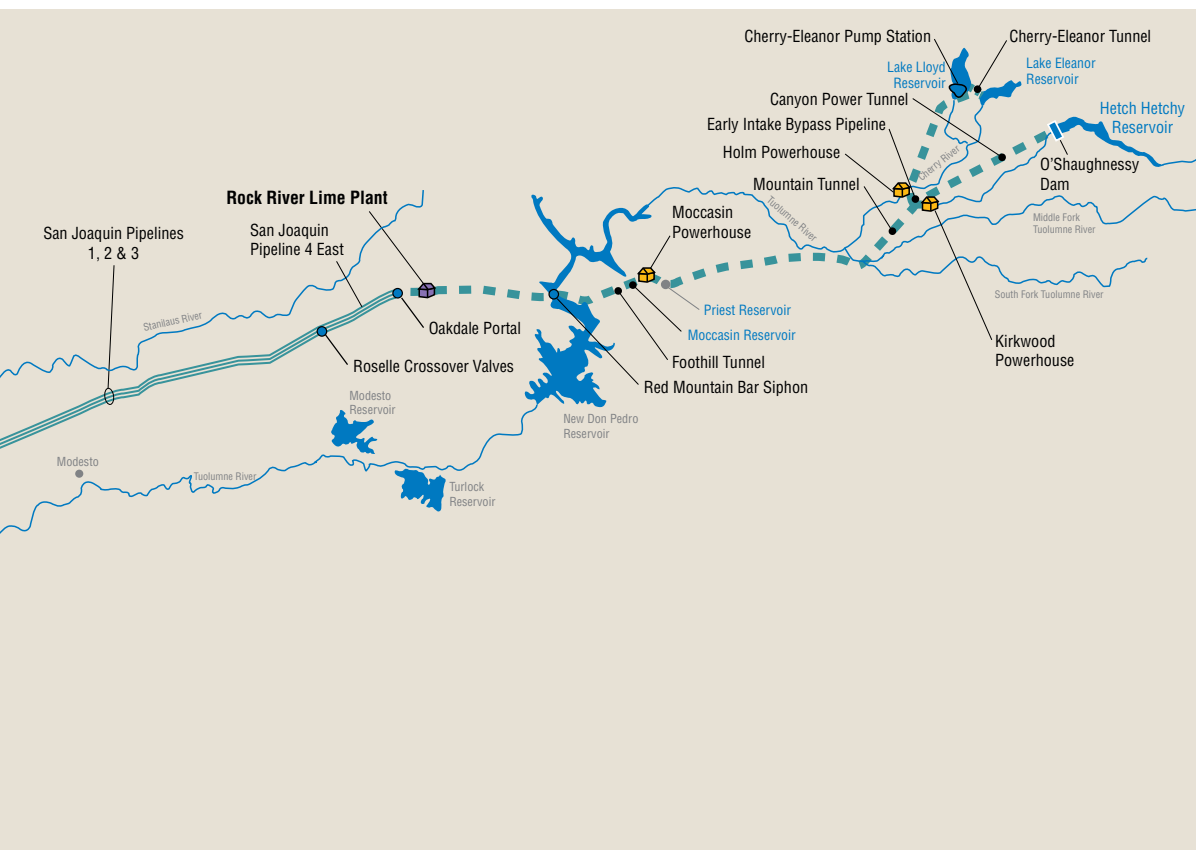 Cherry-Eleanor Pump Station
Cherry-Eleanor Tunnel
Lake Lloyd
Reservoir
Lake Eleanor
Reservoir
Canyon Power Tunnel
Hetch Hetchy
Reservoir
Early Intake Bypass Pipeline
Holm Powerhouse
Cherry River
O'Shaughnessy
Dam
Mountain Tunnel
Rock River Lime Plant
Tuolumne River
Moccasin
Powerhouse
Middle Fork
Tuolumne River
San Joaquin Pipelines
1, 2 & 3
San Joaquin
Pipeline 4 East
South Fork Tuolumne River
Priest Reservoir
Stanilaus River
Oakdale Portal
Moccasin Reservoir
Kirkwood
Powerhouse
Roselle Crossover Valves
Foothill Tunnel
Red Mountain Bar Siphon
Modesto
Reservoir
New Don Pedro
Reservoir
Modesto
Tuolumne River
Turlock
Reservoir